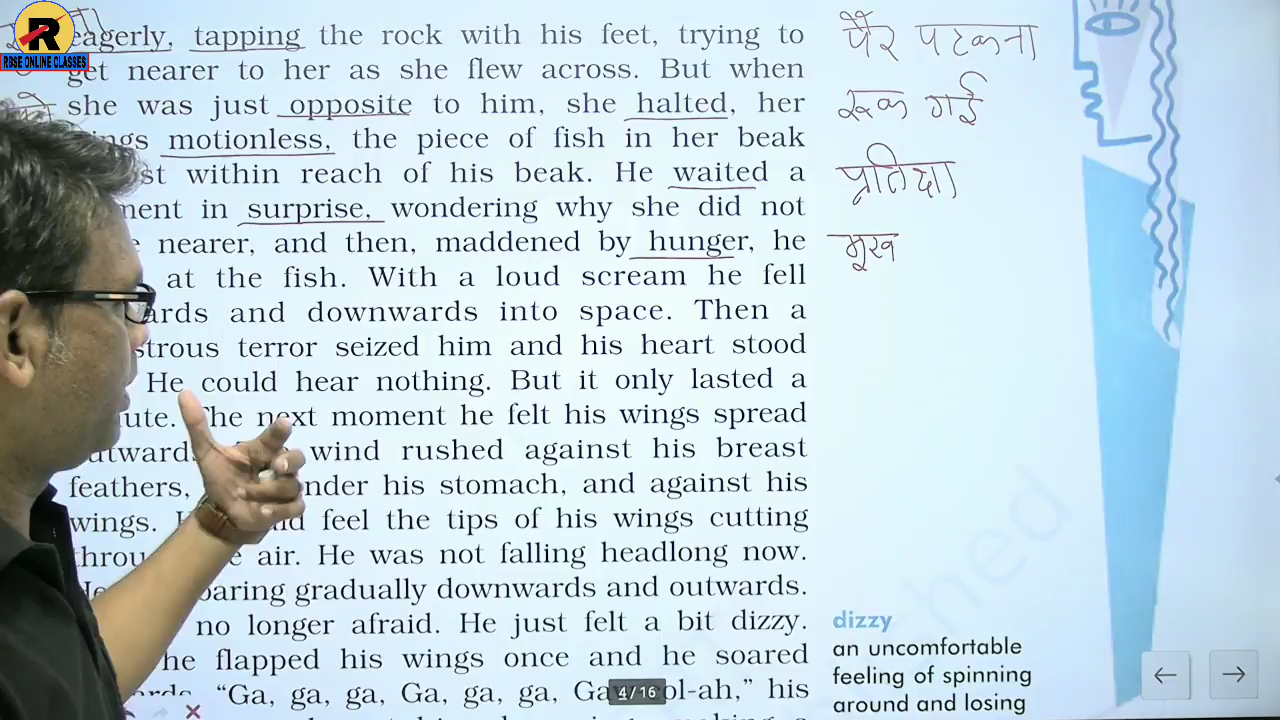 R
RBSE ONLINE CLASSES
eagerly, tapping the rock with his feet, trying to
get nearer to her as she flew across. But when
she was just opposite to him, she halted, her
motionless, the piece of fish in her beak
within reach of his beak. He waited a
in surprise, wondering why she did not
nearer, and then, maddened by hunger, he
at the fish. With a loud scream he fell
and downwards into space. Then a
terror seized him and his heart stood
He could hear nothing. But it only lasted a
The next moment he felt his wings spread
wind rushed against his breast
feathers, his stomach, and against his
wings. feel the tips of his wings cutting
air. He was not falling headlong now.
gradually downwards and outwards.
no longer afraid. He just felt a bit dizzy.
he flapped his wings once and he soared
"Ga, ga, ga, Ga, ga, ga, his
4/16
पैर पटकना
रूक गई
प्रतिक्षा
भूख
dizzy
an uncomfortable
feeling of spinning
around and losing